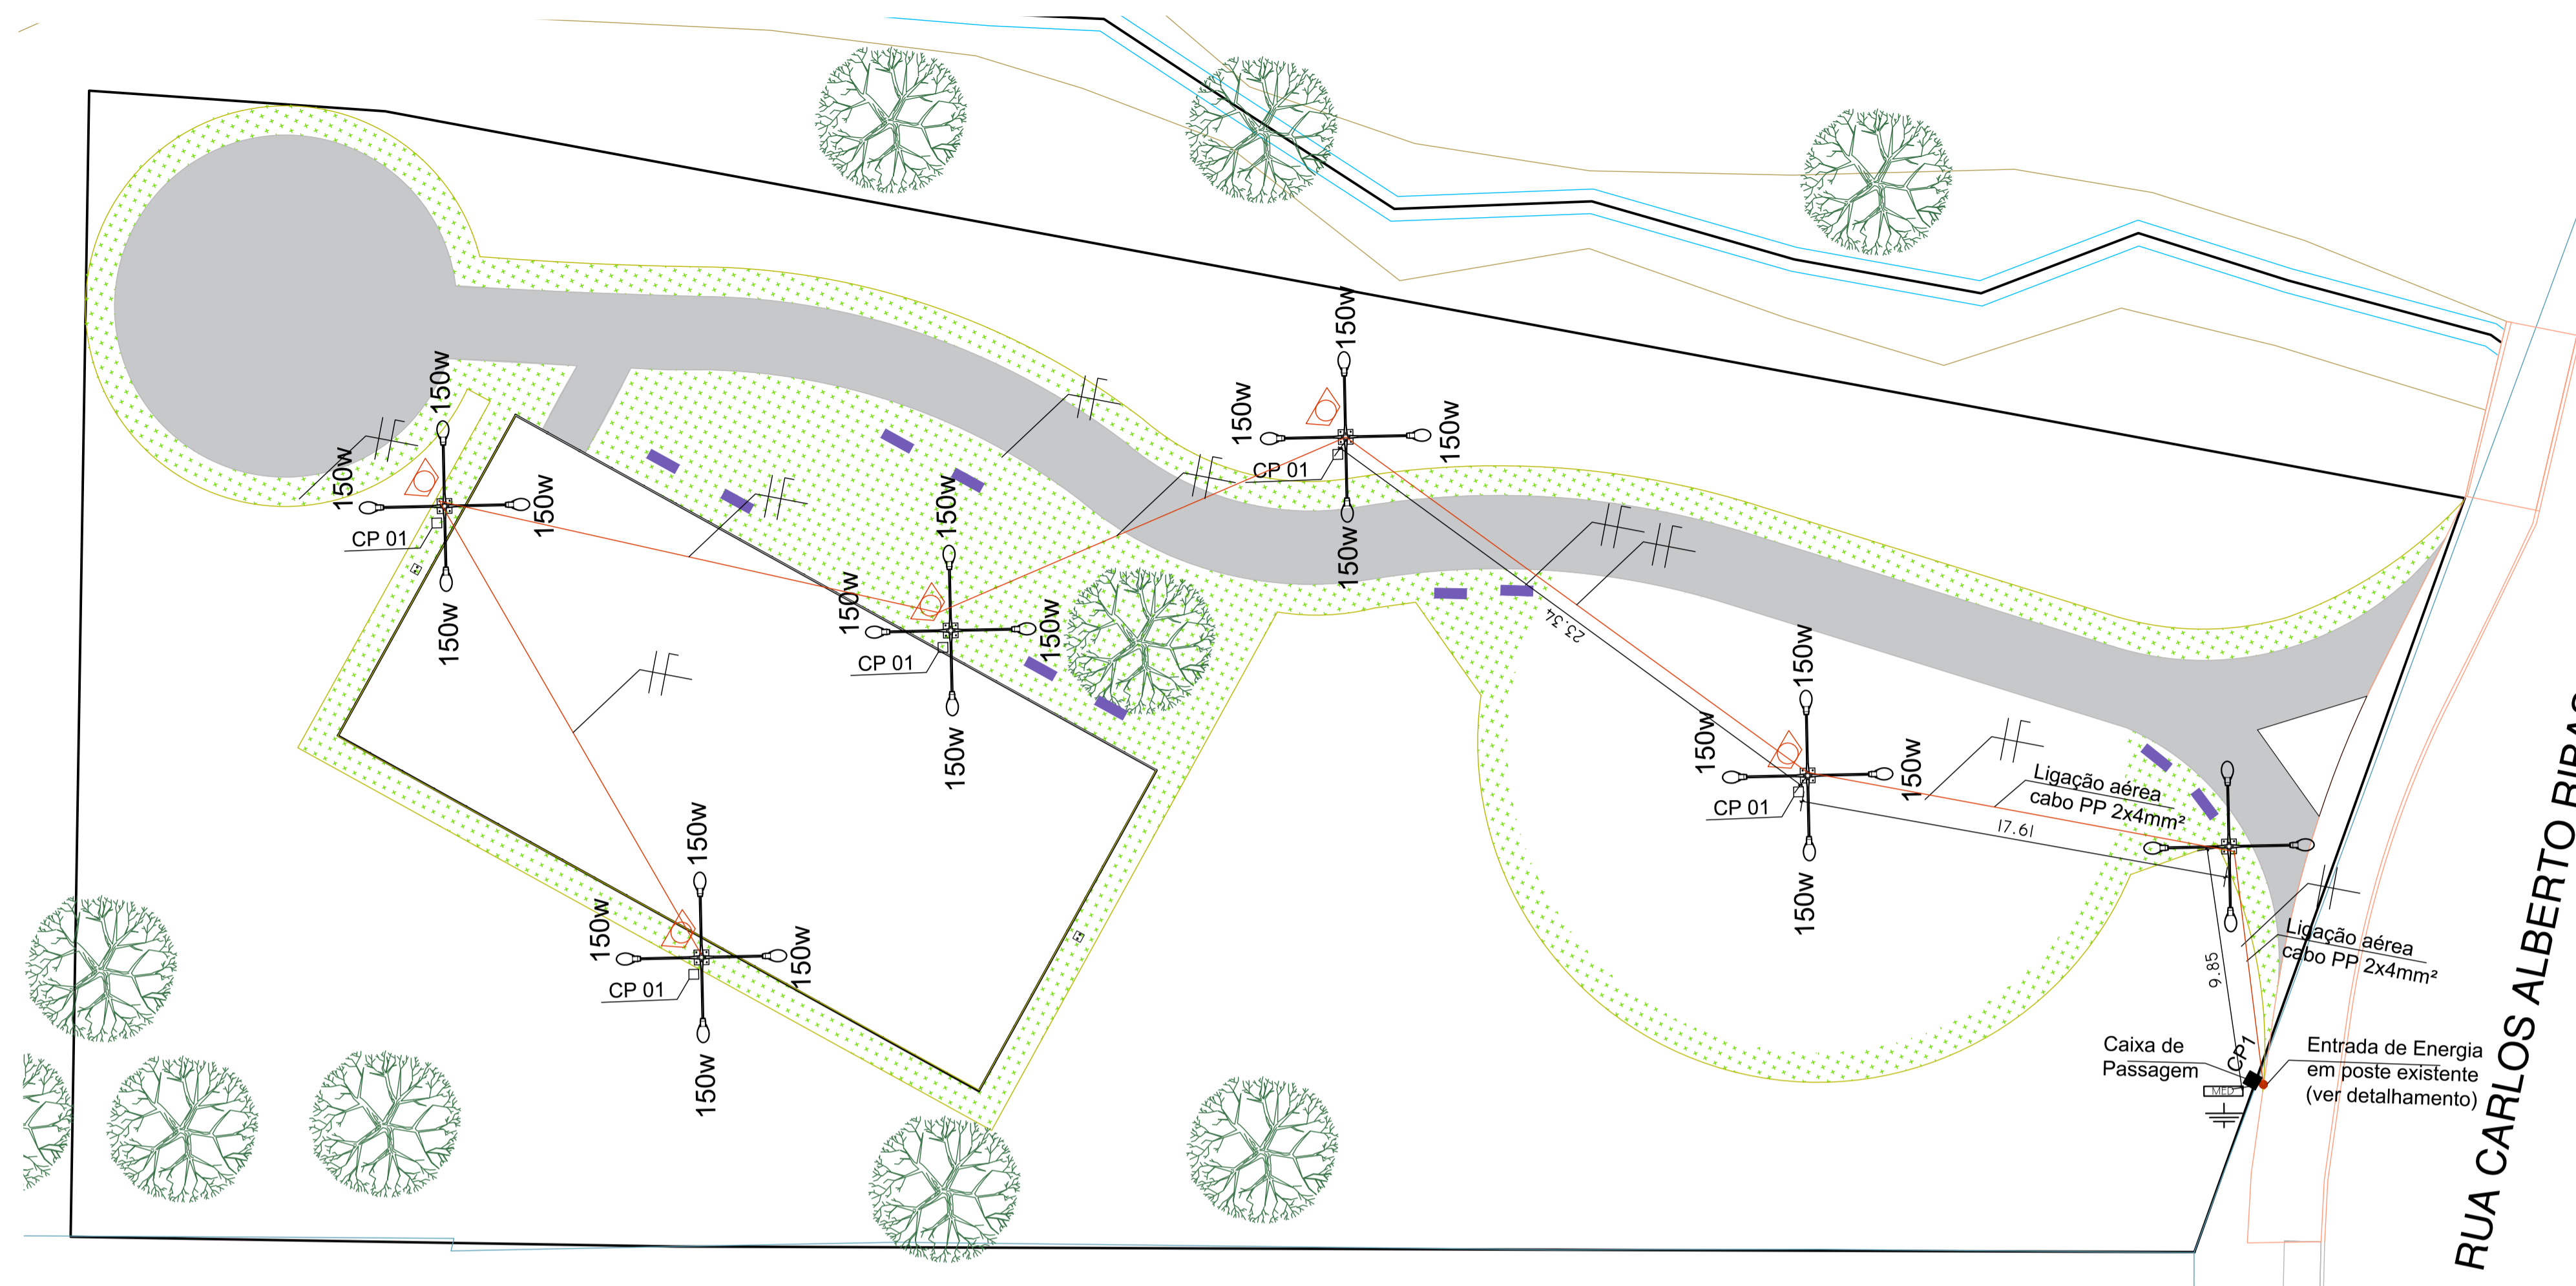 150w
150w
150w
150w
CP 01
150w
150w
150w
150w
CP 01
150w
150w
150w
150w
CP 01
150w
150w
150w
150w
CP 01
150w
150w
150w
150w
CP 01
23.34
17.61
9.85
Ligação aérea
cabo PP 2x4mm²
Ligação aérea
cabo PP 2x4mm²
Caixa de
Passagem
CP1
MED
Entrada de Energia
em poste existente
(ver detalhamento)
RUA CARLOS ALBERTO